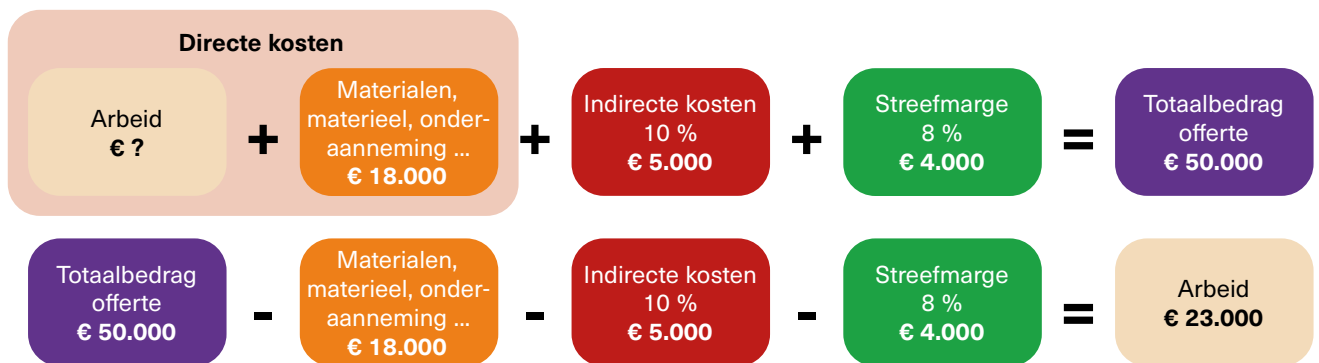 Directe kosten
Arbeid
€ ?
+
Materialen,
materieel, onder-
aanneming ...
€ 18.000
+
Indirecte kosten
10 %
€ 5.000
+
Streefmarge
8 %
€ 4.000
=
Totaalbedrag
offerte
€ 50.000
Totaalbedrag
offerte
€ 50.000
-
Materialen,
materieel, onder-
aanneming ...
€ 18.000
-
Indirecte kosten
10 %
€ 5.000
-
Streefmarge
8 %
€ 4.000
=
Arbeid
€ 23.000